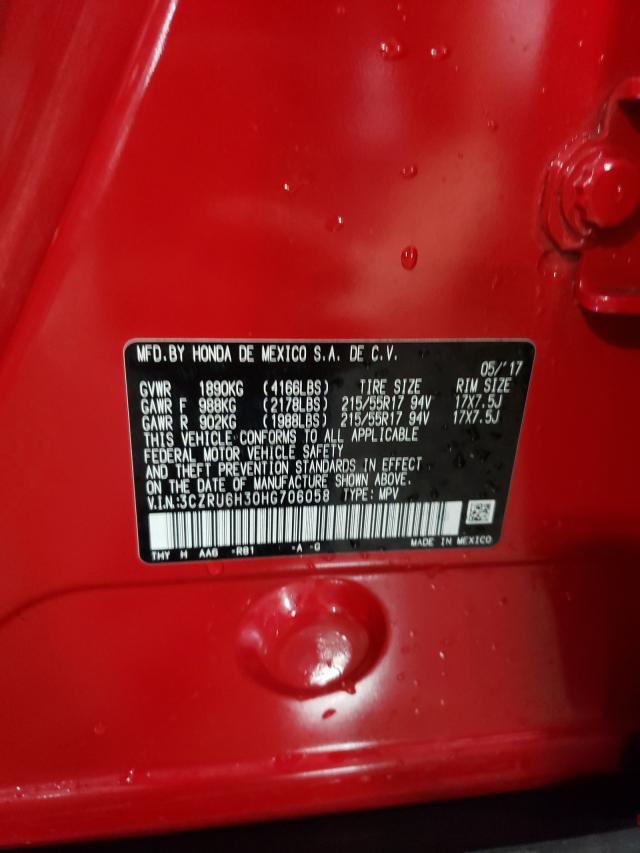 MFD.BY HONDA DE MEXICO S.A. DE C.V.
05/'17
GVWR 1890KG (4166LBS) TIRE SIZE RIM SIZE
GAWR F 988KG (2178LBS) 215/55R17 94V 17X7.5J
GAWR R 902KG (1988LBS) 215/55R17 94V 17X7.5J
THIS VEHICLE CONFORMS TO ALL APPLICABLE
FEDERAL MOTOR VEHICLE SAFETY
AND THEFT PREVENTION STANDARDS IN EFFECT
ON THE DATE OF MANUFACTURE SHOWN ABOVE.
V.I.N.:3CZRU6H30HG706058 TYPE: MPV
THY H AA6 -R81 -A -G MADE IN MEXICO